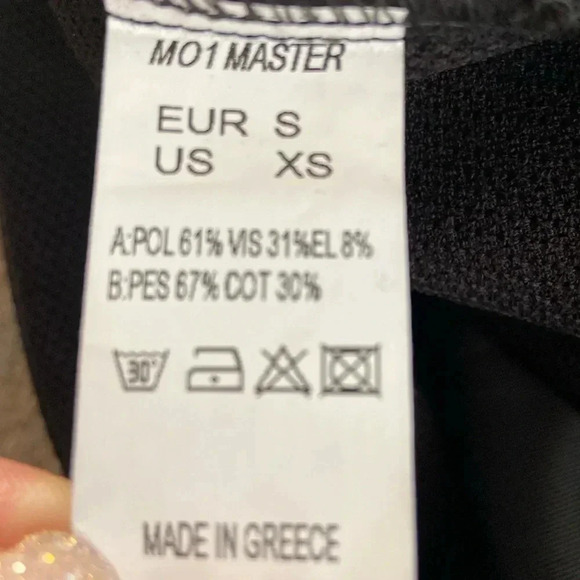 MO1 MASTER
EUR S
US XS
A:POL 61% VIS 31%EL 8%
B:PES 67% COT 30%
30°
MADE IN GREECE